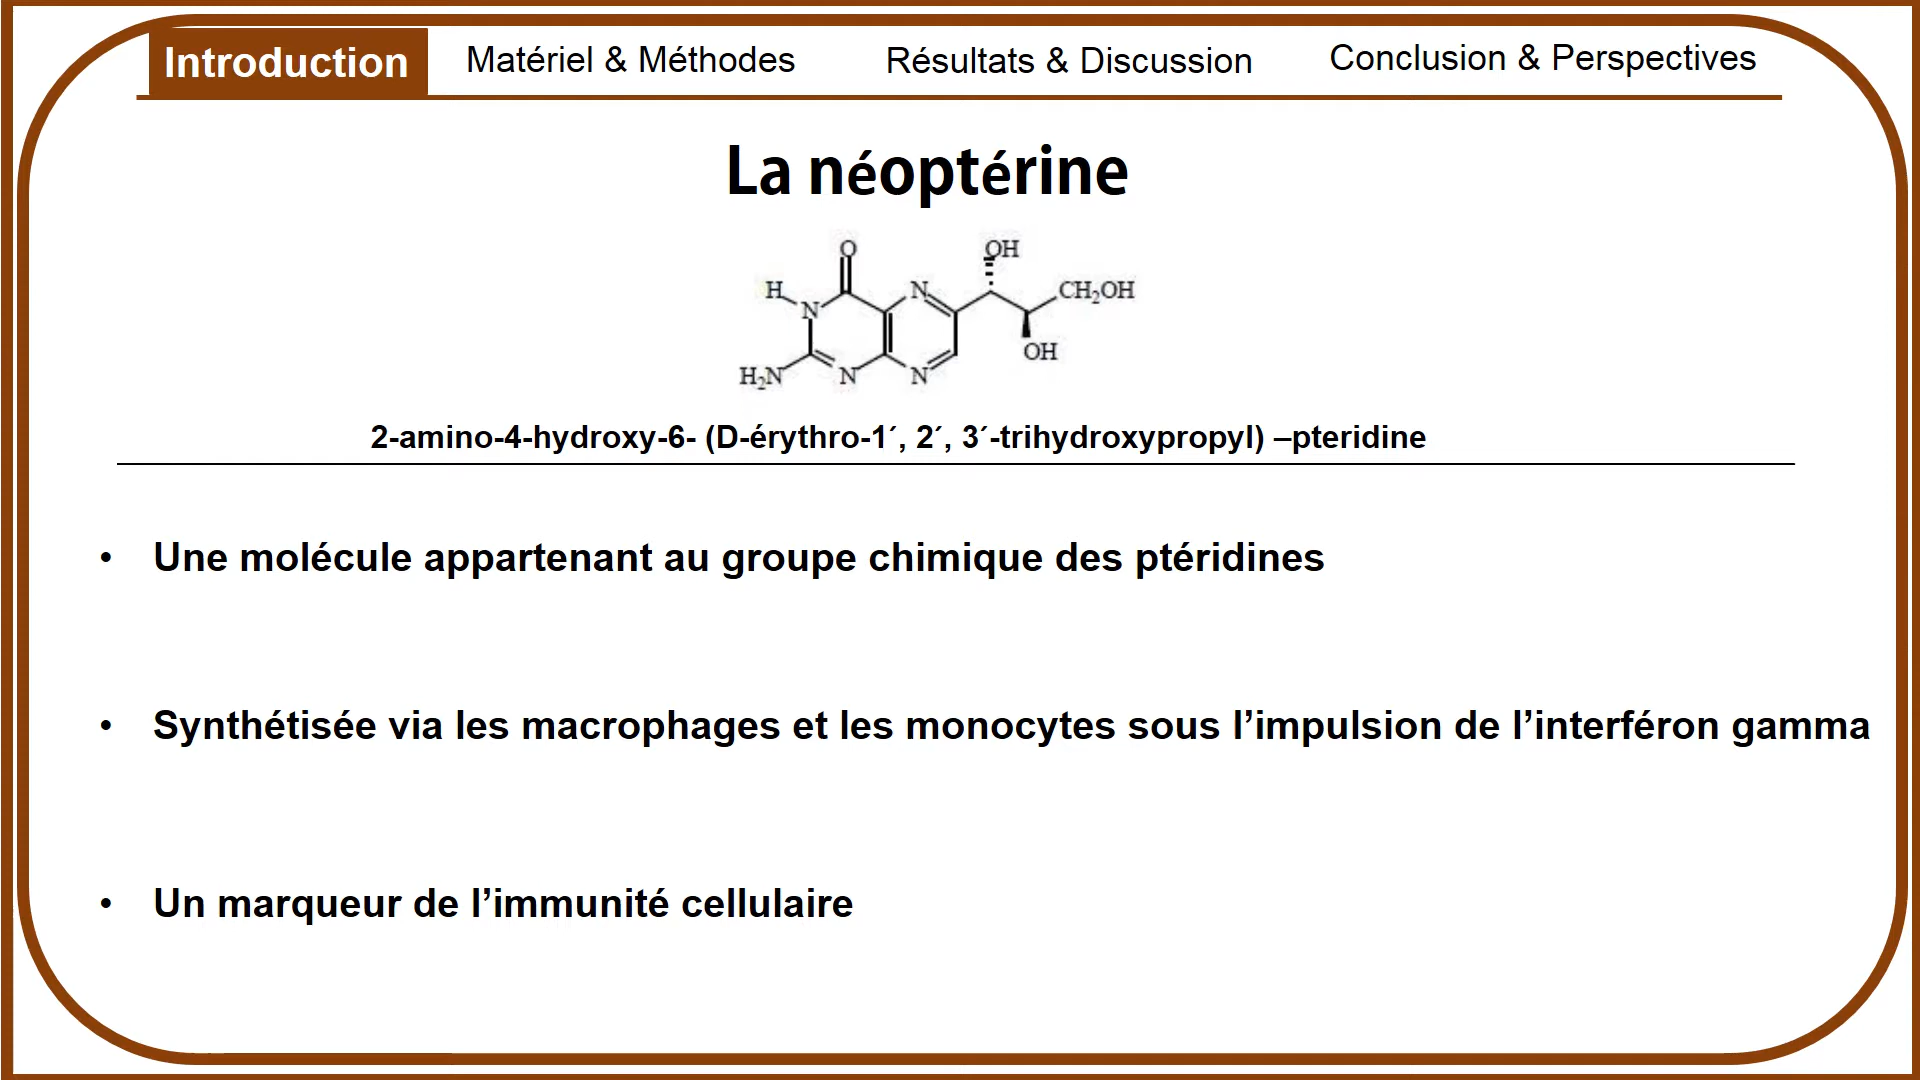 Introduction
Matériel & Méthodes
Résultats & Discussion
Conclusion & Perspectives
La néoptérine
O
OH
H
N
N
CH₂OH
OH
H₂N
N
N
2-amino-4-hydroxy-6- (D-érythro-1´, 2´, 3´-trihydroxypropyl) –pteridine
• Une molécule appartenant au groupe chimique des ptéridines
• Synthétisée via les macrophages et les monocytes sous l’impulsion de l’interféron gamma
• Un marqueur de l’immunité cellulaire